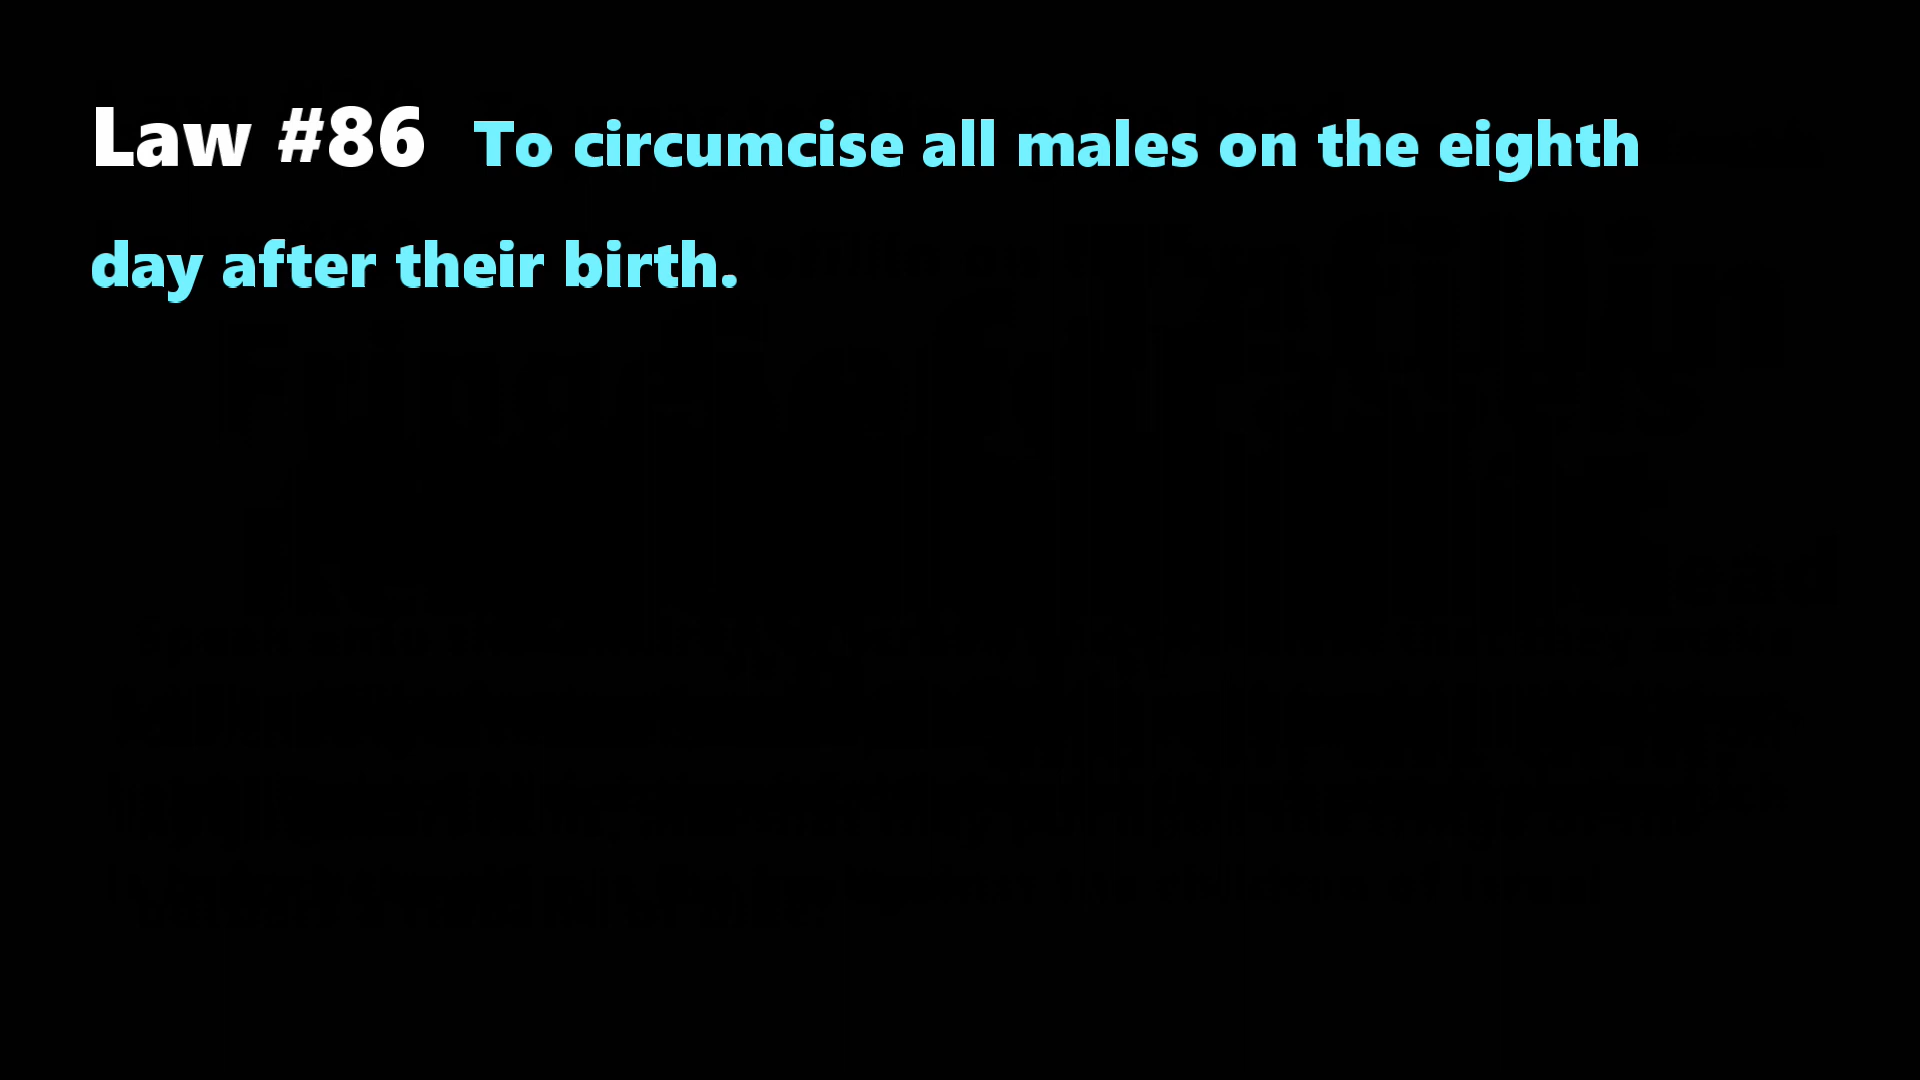 Law #86 To circumcise all males on the eighth
day after their birth.